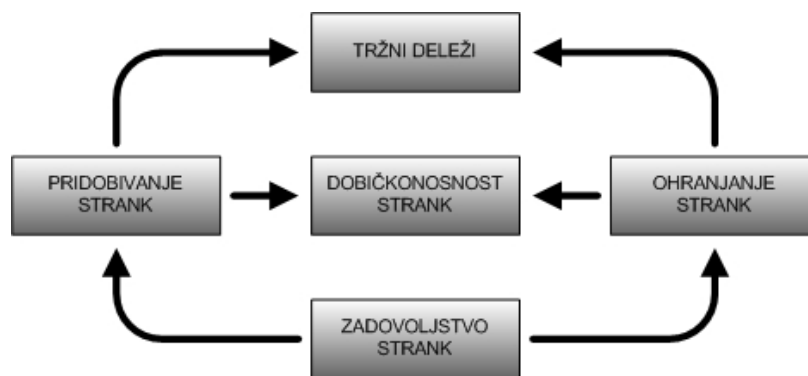 TRŽNI DELEŽI
PRIDOBIVANJE
STRANK
DOBIČKONOSNOST
STRANK
OHRANJANJE
STRANK
ZADOVOLJSTVO
STRANK